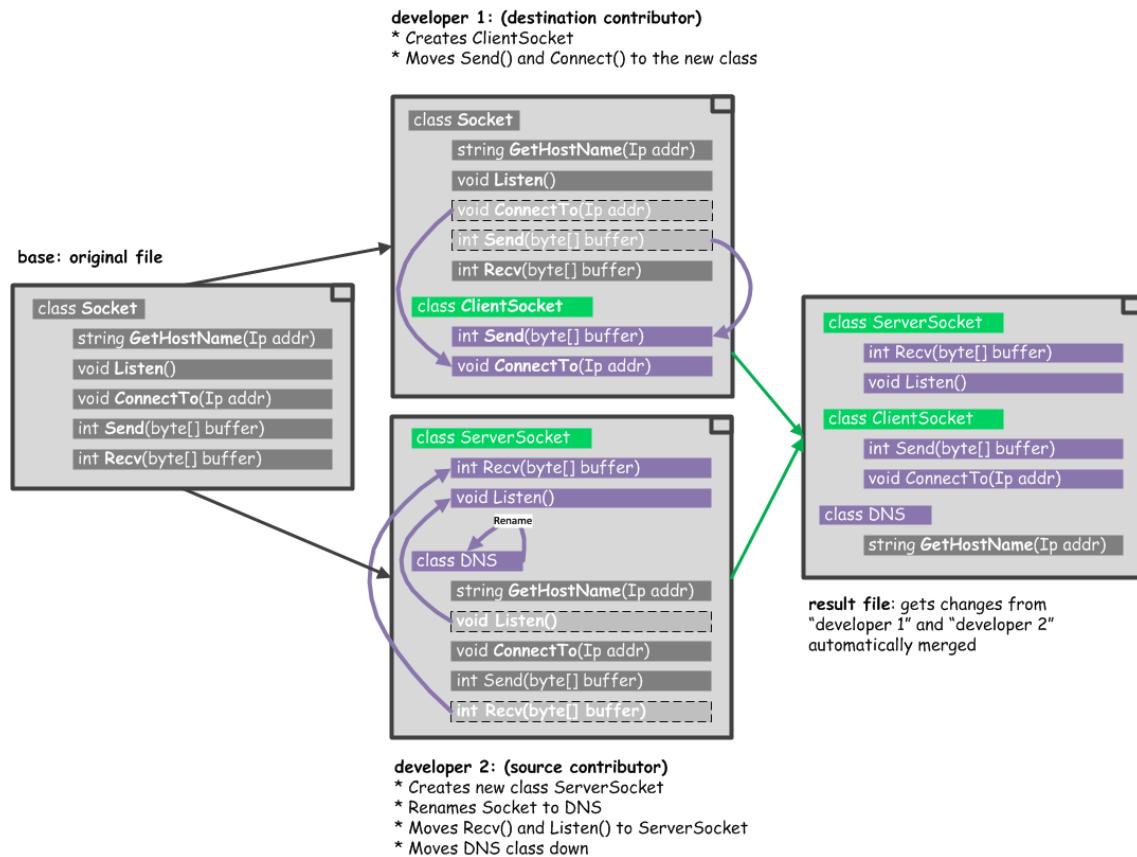 developer 1: (destination contributor)
* Creates ClientSocket
* Moves Send() and Connect() to the new class
class Socket
string GetHostName(Ip addr)
void Listen()
void ConnectTo(Ip addr)
int Send(byte[] buffer)
int Recv(byte[] buffer)
class ClientSocket
int Send(byte[] buffer)
void ConnectTo(Ip addr)
base: original file
class Socket
string GetHostName(Ip addr)
void Listen()
void ConnectTo(Ip addr)
int Send(byte[] buffer)
int Recv(byte[] buffer)
class ServerSocket
int Recv(byte[] buffer)
void Listen()
Rename
class DNS
string GetHostName(Ip addr)
void Listen()
void ConnectTo(Ip addr)
int Send(byte[] buffer)
int Recv(byte[] buffer)
developer 2: (source contributor)
* Creates new class ServerSocket
* Renames Socket to DNS
* Moves Recv() and Listen() to ServerSocket
* Moves DNS class down
class ServerSocket
int Recv(byte[] buffer)
void Listen()
class ClientSocket
int Send(byte[] buffer)
void ConnectTo(Ip addr)
class DNS
string GetHostName(Ip addr)
result file: gets changes from
“developer 1” and “developer 2”
automatically merged